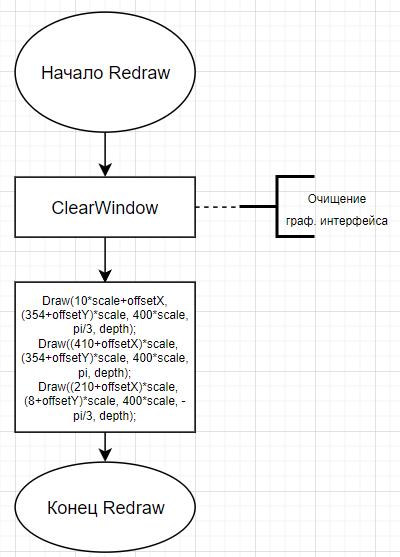 Начало Redraw
ClearWindow
Очищение
граф. интерфейса
Draw(10*scale+offsetX,
(354+offsetY)*scale, 400*scale,
pi/3, depth);
Draw((410+offsetX)*scale,
(354+offsetY)*scale, 400*scale,
pi, depth);
Draw((210+offsetX)*scale,
(8+offsetY)*scale, 400*scale, -
pi/3, depth);
Конец Redraw